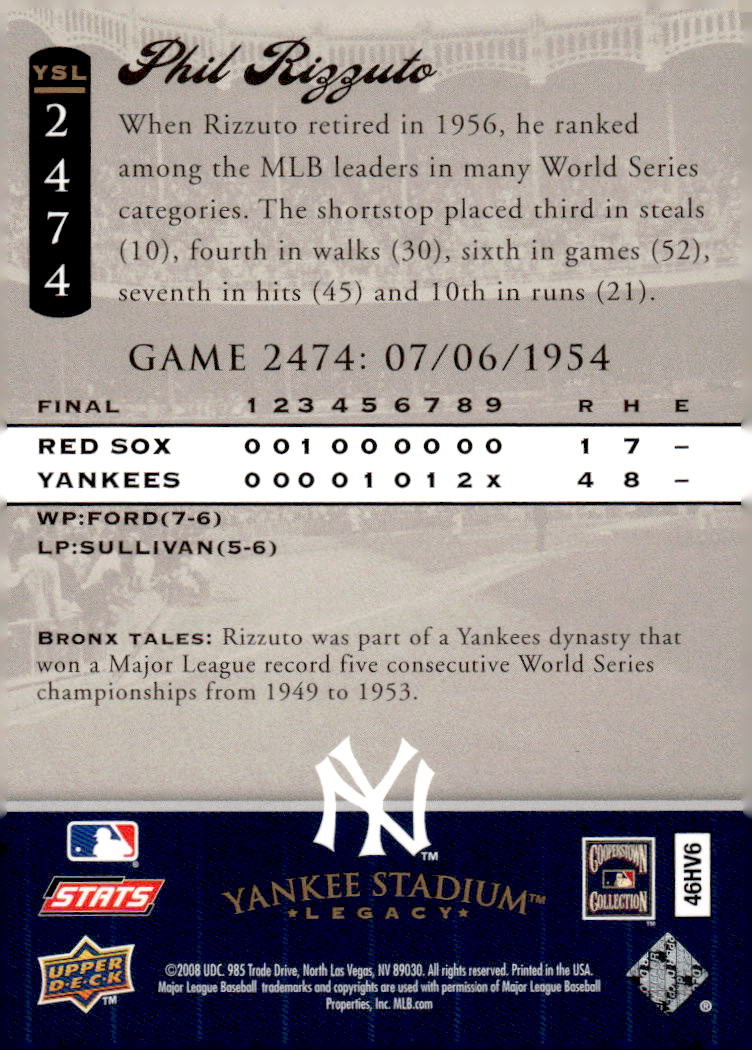 YSL
2
4
7
4
Phil Rizzuto
When Rizzuto retired in 1956, he ranked
among the MLB leaders in many World Series
categories. The shortstop placed third in steals
(10), fourth in walks (30), sixth in games (52),
seventh in hits (45) and 10th in runs (21).
GAME 2474: 07/06/1954
FINAL 1 2 3 4 5 6 7 8 9 R H E
RED SOX 0 0 1 0 0 0 0 0 0 1 7 –
YANKEES 0 0 0 0 1 0 1 2 x 4 8 –
WP:FORD(7-6)
LP:SULLIVAN(5-6)
BRONX TALES: Rizzuto was part of a Yankees dynasty that
won a Major League record five consecutive World Series
championships from 1949 to 1953.
NY TM
STATS
YANKEE STADIUM™
★LEGACY★
COOPERSTOWN
COLLECTION
TM
46HV6
UPPER
DECK
TM
©2008 UDC. 985 Trade Drive, North Las Vegas, NV 89030. All rights reserved. Printed in the USA.
Major League Baseball trademarks and copyrights are used with permission of Major League Baseball
Properties, Inc. MLB.com
®